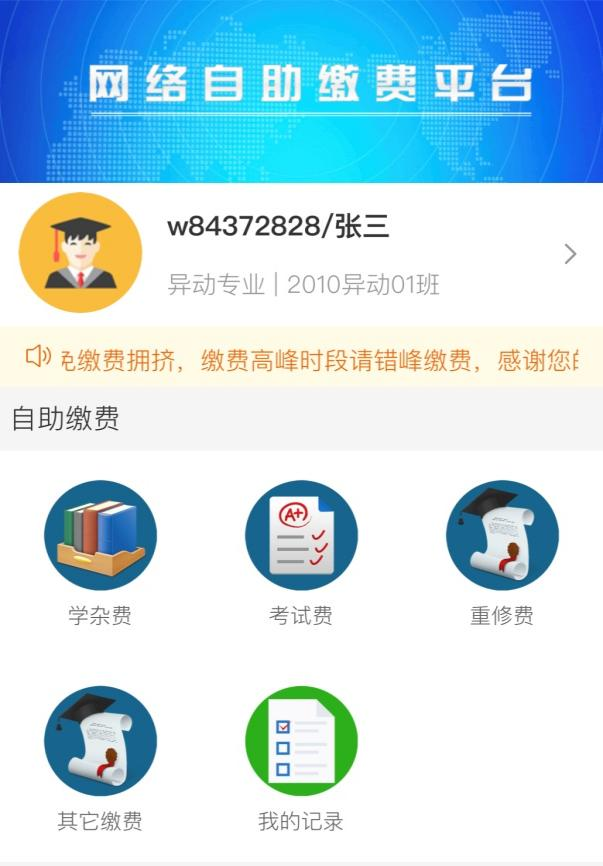 网络自助缴费平台
w84372828/张三
异动专业 | 2010异动01班
缴费拥挤，缴费高峰时段请错峰缴费，感谢您
自助缴费
A+
学杂费 考试费 重修费
其它缴费 我的记录